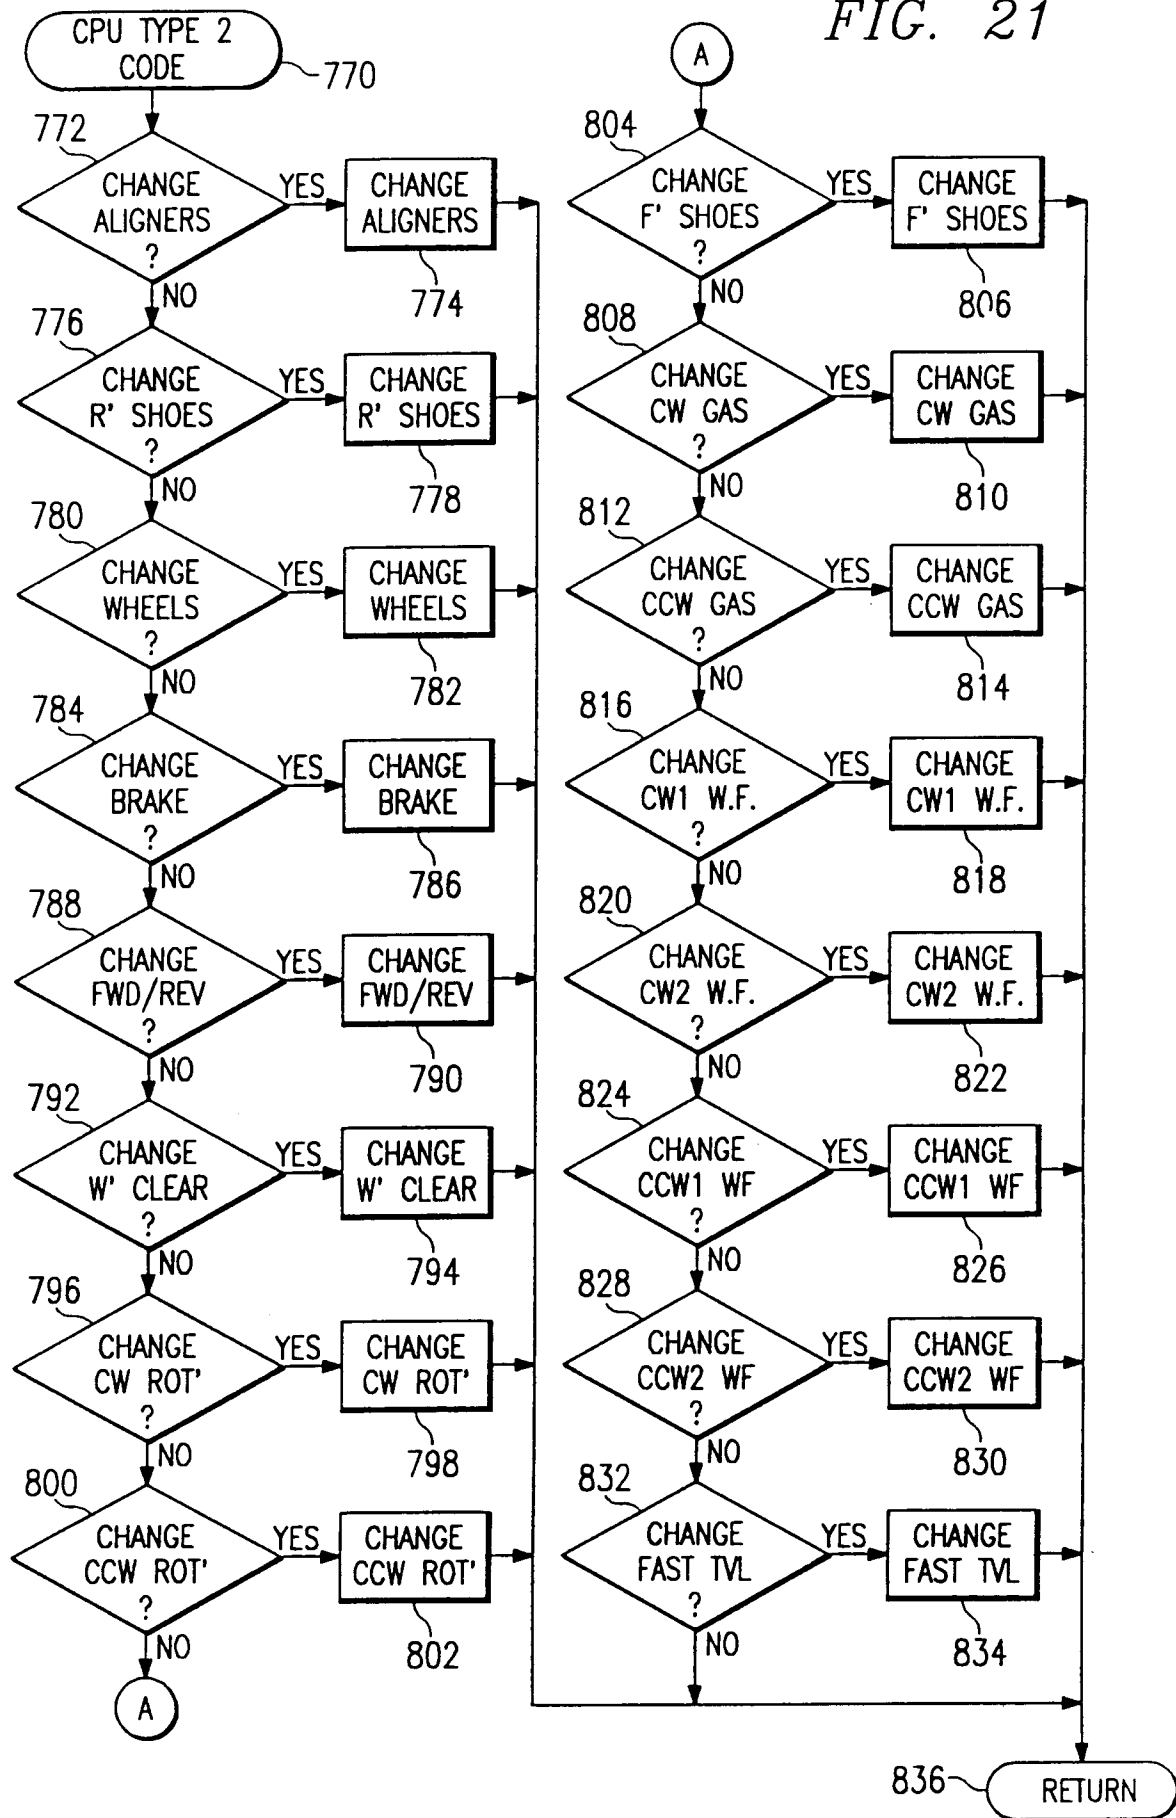 FIG. 21
CPU TYPE 2
CODE
770
772
CHANGE
ALIGNERS
?
YES
CHANGE
ALIGNERS
774
NO
776
CHANGE
R' SHOES
?
YES
CHANGE
R' SHOES
778
NO
780
CHANGE
WHEELS
?
YES
CHANGE
WHEELS
782
NO
784
CHANGE
BRAKE
?
YES
CHANGE
BRAKE
786
NO
788
CHANGE
FWD/REV
?
YES
CHANGE
FWD/REV
790
NO
792
CHANGE
W' CLEAR
?
YES
CHANGE
W' CLEAR
794
NO
796
CHANGE
CW ROT'
?
YES
CHANGE
CW ROT'
798
NO
800
CHANGE
CCW ROT'
?
YES
CHANGE
CCW ROT'
802
NO
A
A
804
CHANGE
F' SHOES
?
YES
CHANGE
F' SHOES
806
NO
808
CHANGE
CW GAS
?
YES
CHANGE
CW GAS
810
NO
812
CHANGE
CCW GAS
?
YES
CHANGE
CCW GAS
814
NO
816
CHANGE
CW1 W.F.
?
YES
CHANGE
CW1 W.F.
818
NO
820
CHANGE
CW2 W.F.
?
YES
CHANGE
CW2 W.F.
822
NO
824
CHANGE
CCW1 WF
?
YES
CHANGE
CCW1 WF
826
NO
828
CHANGE
CCW2 WF
?
YES
CHANGE
CCW2 WF
830
NO
832
CHANGE
FAST TVL
?
YES
CHANGE
FAST TVL
834
NO
836
RETURN